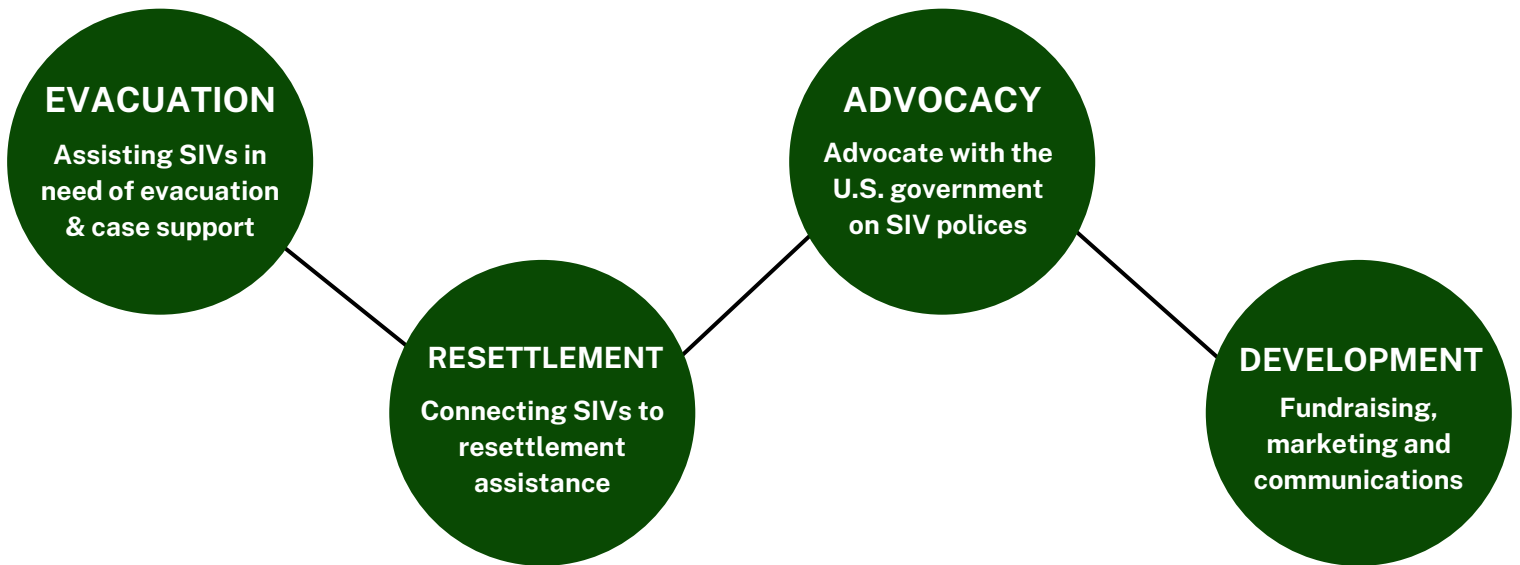 EVACUATION
Assisting SIVs in
need of evacuation
& case support
RESETTLEMENT
Connecting SIVs to
resettlement
assistance
ADVOCACY
Advocate with the
U.S. government
on SIV polices
DEVELOPMENT
Fundraising,
marketing and
communications